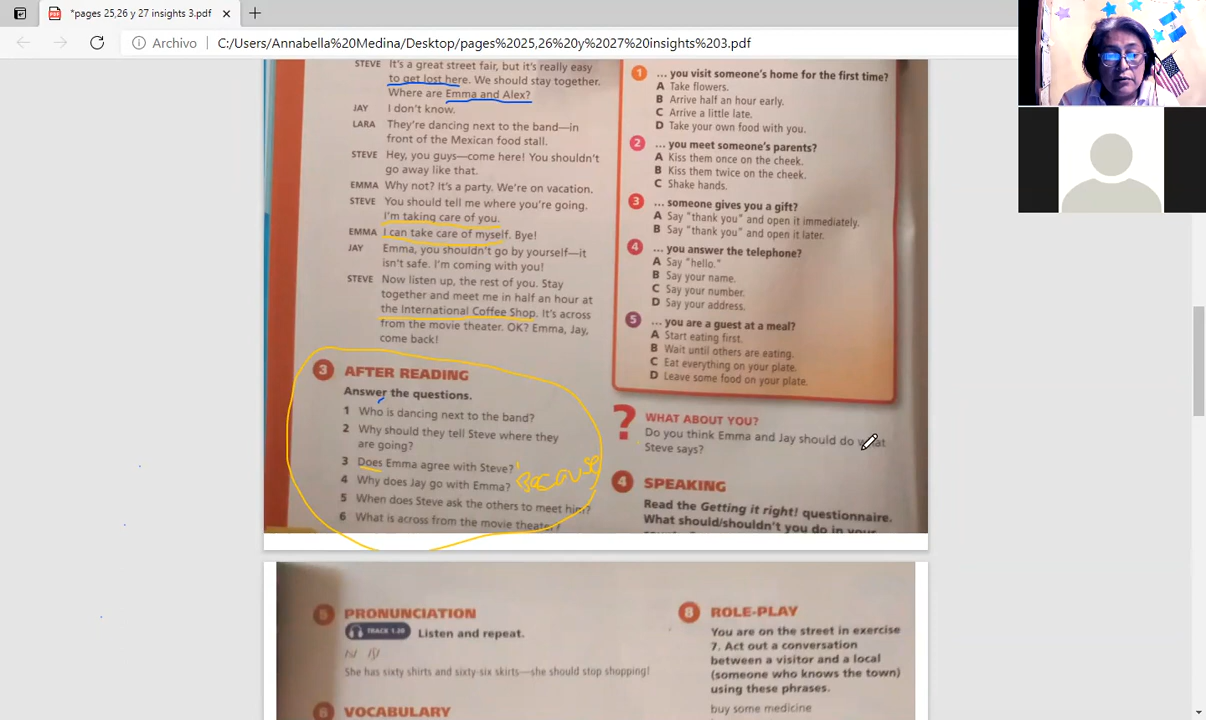 *pages 25,26 y 27 insights 3.pdf
Archivo
C:/Users/Annabella%20Medina/Desktop/pages%2025,26%20y%2027%20insights%203.pdf
STEVE It's a great street fair, but it's really easy
to get lost here. We should stay together.
Where are Emma and Alex?
JAY I don't know.
LARA They're dancing next to the band—in
front of the Mexican food stall.
STEVE Hey, you guys—come here! You shouldn't
go away like that.
EMMA Why not? It's a party. We're on vacation.
STEVE You should tell me where you're going.
I'm taking care of you.
EMMA I can take care of myself. Bye!
JAY Emma, you shouldn't go by yourself—it
isn't safe. I'm coming with you!
STEVE Now listen up, the rest of you. Stay
together and meet me in half an hour at
the International Coffee Shop. It's across
from the movie theater. OK? Emma, Jay,
come back!
3 AFTER READING
Answer the questions.
1 Who is dancing next to the band?
2 Why should they tell Steve where they
are going?
3 Does Emma agree with Steve?
4 Why does Jay go with Emma?
Because
5 When does Steve ask the others to meet him?
6 What is across from the movie theater?
1 ... you visit someone's home for the first time?
A Take flowers.
B Arrive half an hour early.
C Arrive a little late.
D Take your own food with you.
2 ... you meet someone's parents?
A Kiss them once on the cheek.
B Kiss them twice on the cheek.
C Shake hands.
3 ... someone gives you a gift?
A Say "thank you" and open it immediately.
B Say "thank you" and open it later.
4 ... you answer the telephone?
A Say "hello."
B Say your name.
C Say your number.
D Say your address.
5 ... you are a guest at a meal?
A Start eating first.
B Wait until others are eating.
C Eat everything on your plate.
D Leave some food on your plate.
? WHAT ABOUT YOU?
Do you think Emma and Jay should do what
Steve says?
4 SPEAKING
Read the Getting it right! questionnaire.
What should/shouldn't you do in your
5 PRONUNCIATION
TRACK 1.20 Listen and repeat.
She has sixty shirts and sixty-six skirts—she should stop shopping!
6 VOCABULARY
8 ROLE-PLAY
You are on the street in exercise
7. Act out a conversation
between a visitor and a local
(someone who knows the town)
using these phrases.
buy some medicine